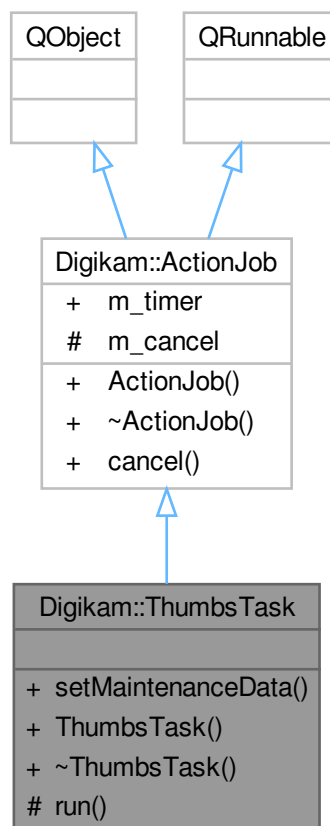 QObject
QRunnable
Digikam::ActionJob
+ m_timer
# m_cancel
+ ActionJob()
+ ~ActionJob()
+ cancel()
Digikam::ThumbsTask
+ setMaintenanceData()
+ ThumbsTask()
+ ~ThumbsTask()
# run()